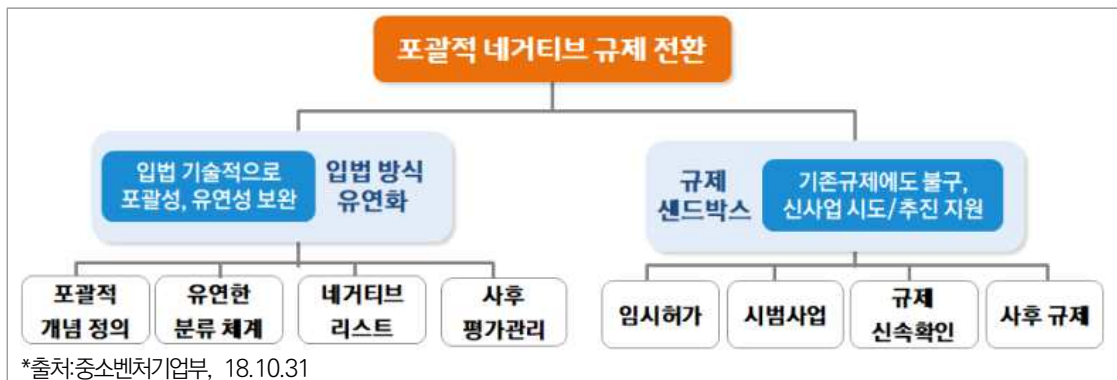 포괄적 네거티브 규제 전환
입법 기술적으로
포괄성, 유연성 보완
입법 방식
유연화
규제
샌드박스
기존규제에도 불구,
신사업 시도/추진 지원
포괄적
개념 정의
유연한
분류 체계
네거티브
리스트
사후
평가관리
임시허가
시범사업
규제
신속확인
사후 규제
*출처:중소벤처기업부, 18.10.31